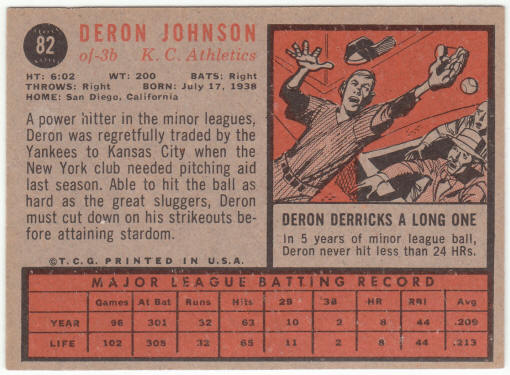 82
DERON JOHNSON
of-3b K. C. Athletics
HT: 6:02 WT: 200 BATS: Right
THROWS: Right BORN: July 17, 1938
HOME: San Diego, California
A power hitter in the minor leagues,
Deron was regretfully traded by the
Yankees to Kansas City when the
New York club needed pitching aid
last season. Able to hit the ball as
hard as the great sluggers, Deron
must cut down on his strikeouts be-
fore attaining stardom.
©T.C.G. PRINTED IN U.S.A.
DERON DERRICKS A LONG ONE
In 5 years of minor league ball,
Deron never hit less than 24 HRs.
MAJOR LEAGUE BATTING RECORD
Games At Bat Runs Hits 2B 3B HR RBI Avg
YEAR 96 301 32 63 10 2 8 44 .209
LIFE 102 308 32 65 11 2 8 44 .213